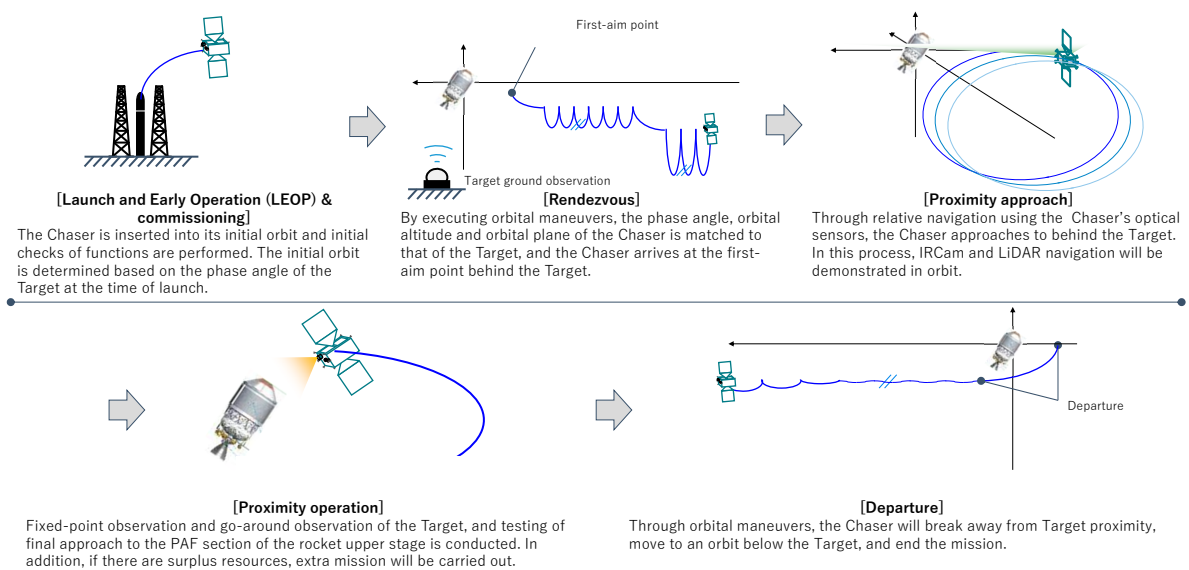 First-aim point
Target ground observation
[Launch and Early Operation (LEOP) &
commissioning]
The Chaser is inserted into its initial orbit and initial
checks of functions are performed. The initial orbit
is determined based on the phase angle of the
Target at the time of launch.
[Rendezvous]
By executing orbital maneuvers, the phase angle, orbital
altitude and orbital plane of the Chaser is matched to
that of the Target, and the Chaser arrives at the first-
aim point behind the Target.
[Proximity approach]
Through relative navigation using the Chaser's optical
sensors, the Chaser approaches to behind the Target.
In this process, IRCam and LiDAR navigation will be
demonstrated in orbit.
[Proximity operation]
Fixed-point observation and go-around observation of the Target, and testing of
final approach to the PAF section of the rocket upper stage is conducted. In
addition, if there are surplus resources, extra mission will be carried out.
Departure
[Departure]
Through orbital maneuvers, the Chaser will break away from Target proximity,
move to an orbit below the Target, and end the mission.